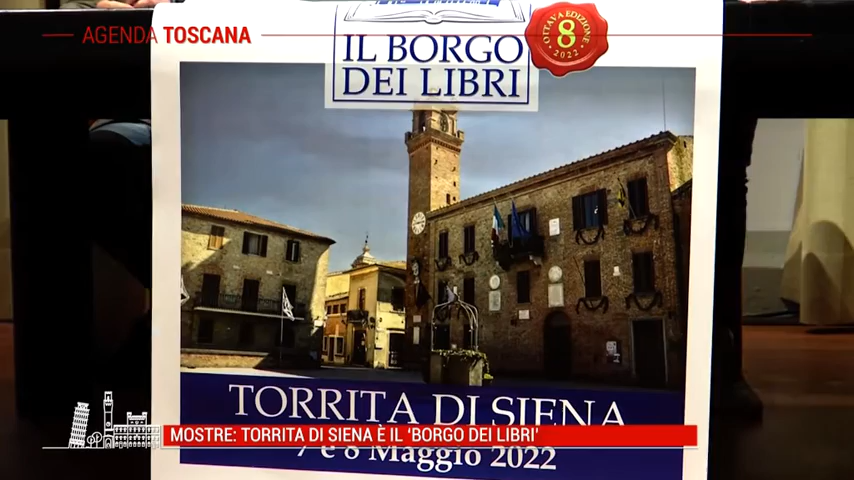 AGENDA TOSCANA
IL BORGO
DEI LIBRI
OTTAVA EDIZIONE
8
2022
TORRITA DI SIENA
MOSTRE: TORRITA DI SIENA È IL ‘BORGO DEI LIBRI’
7 e 8 Maggio 2022